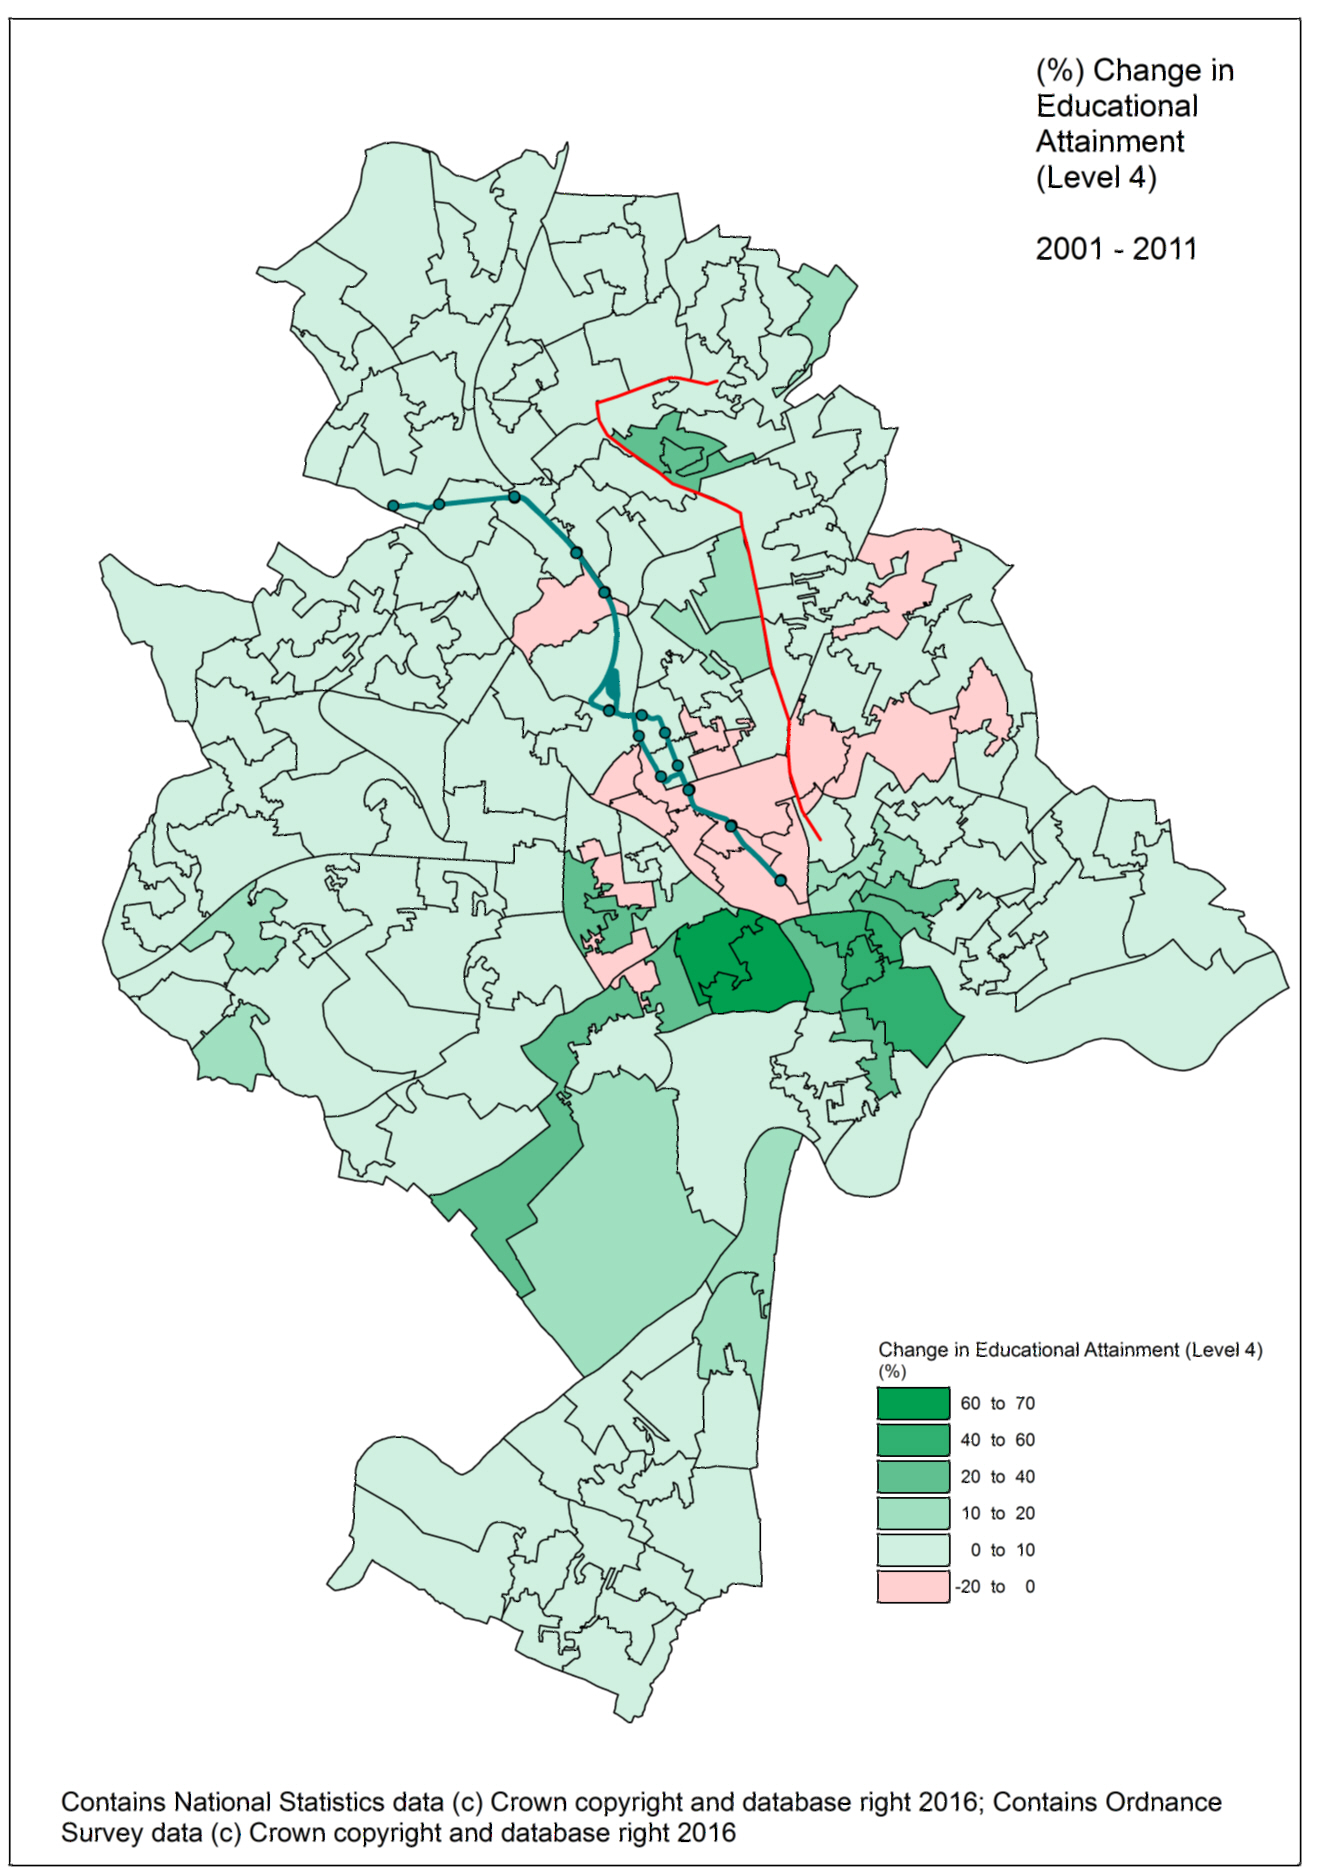 (%) Change in
Educational
Attainment
(Level 4)
2001 - 2011
Change in Educational Attainment (Level 4)
(%)
60 to 70
40 to 60
20 to 40
10 to 20
0 to 10
-20 to 0
Contains National Statistics data (c) Crown copyright and database right 2016; Contains Ordnance
Survey data (c) Crown copyright and database right 2016